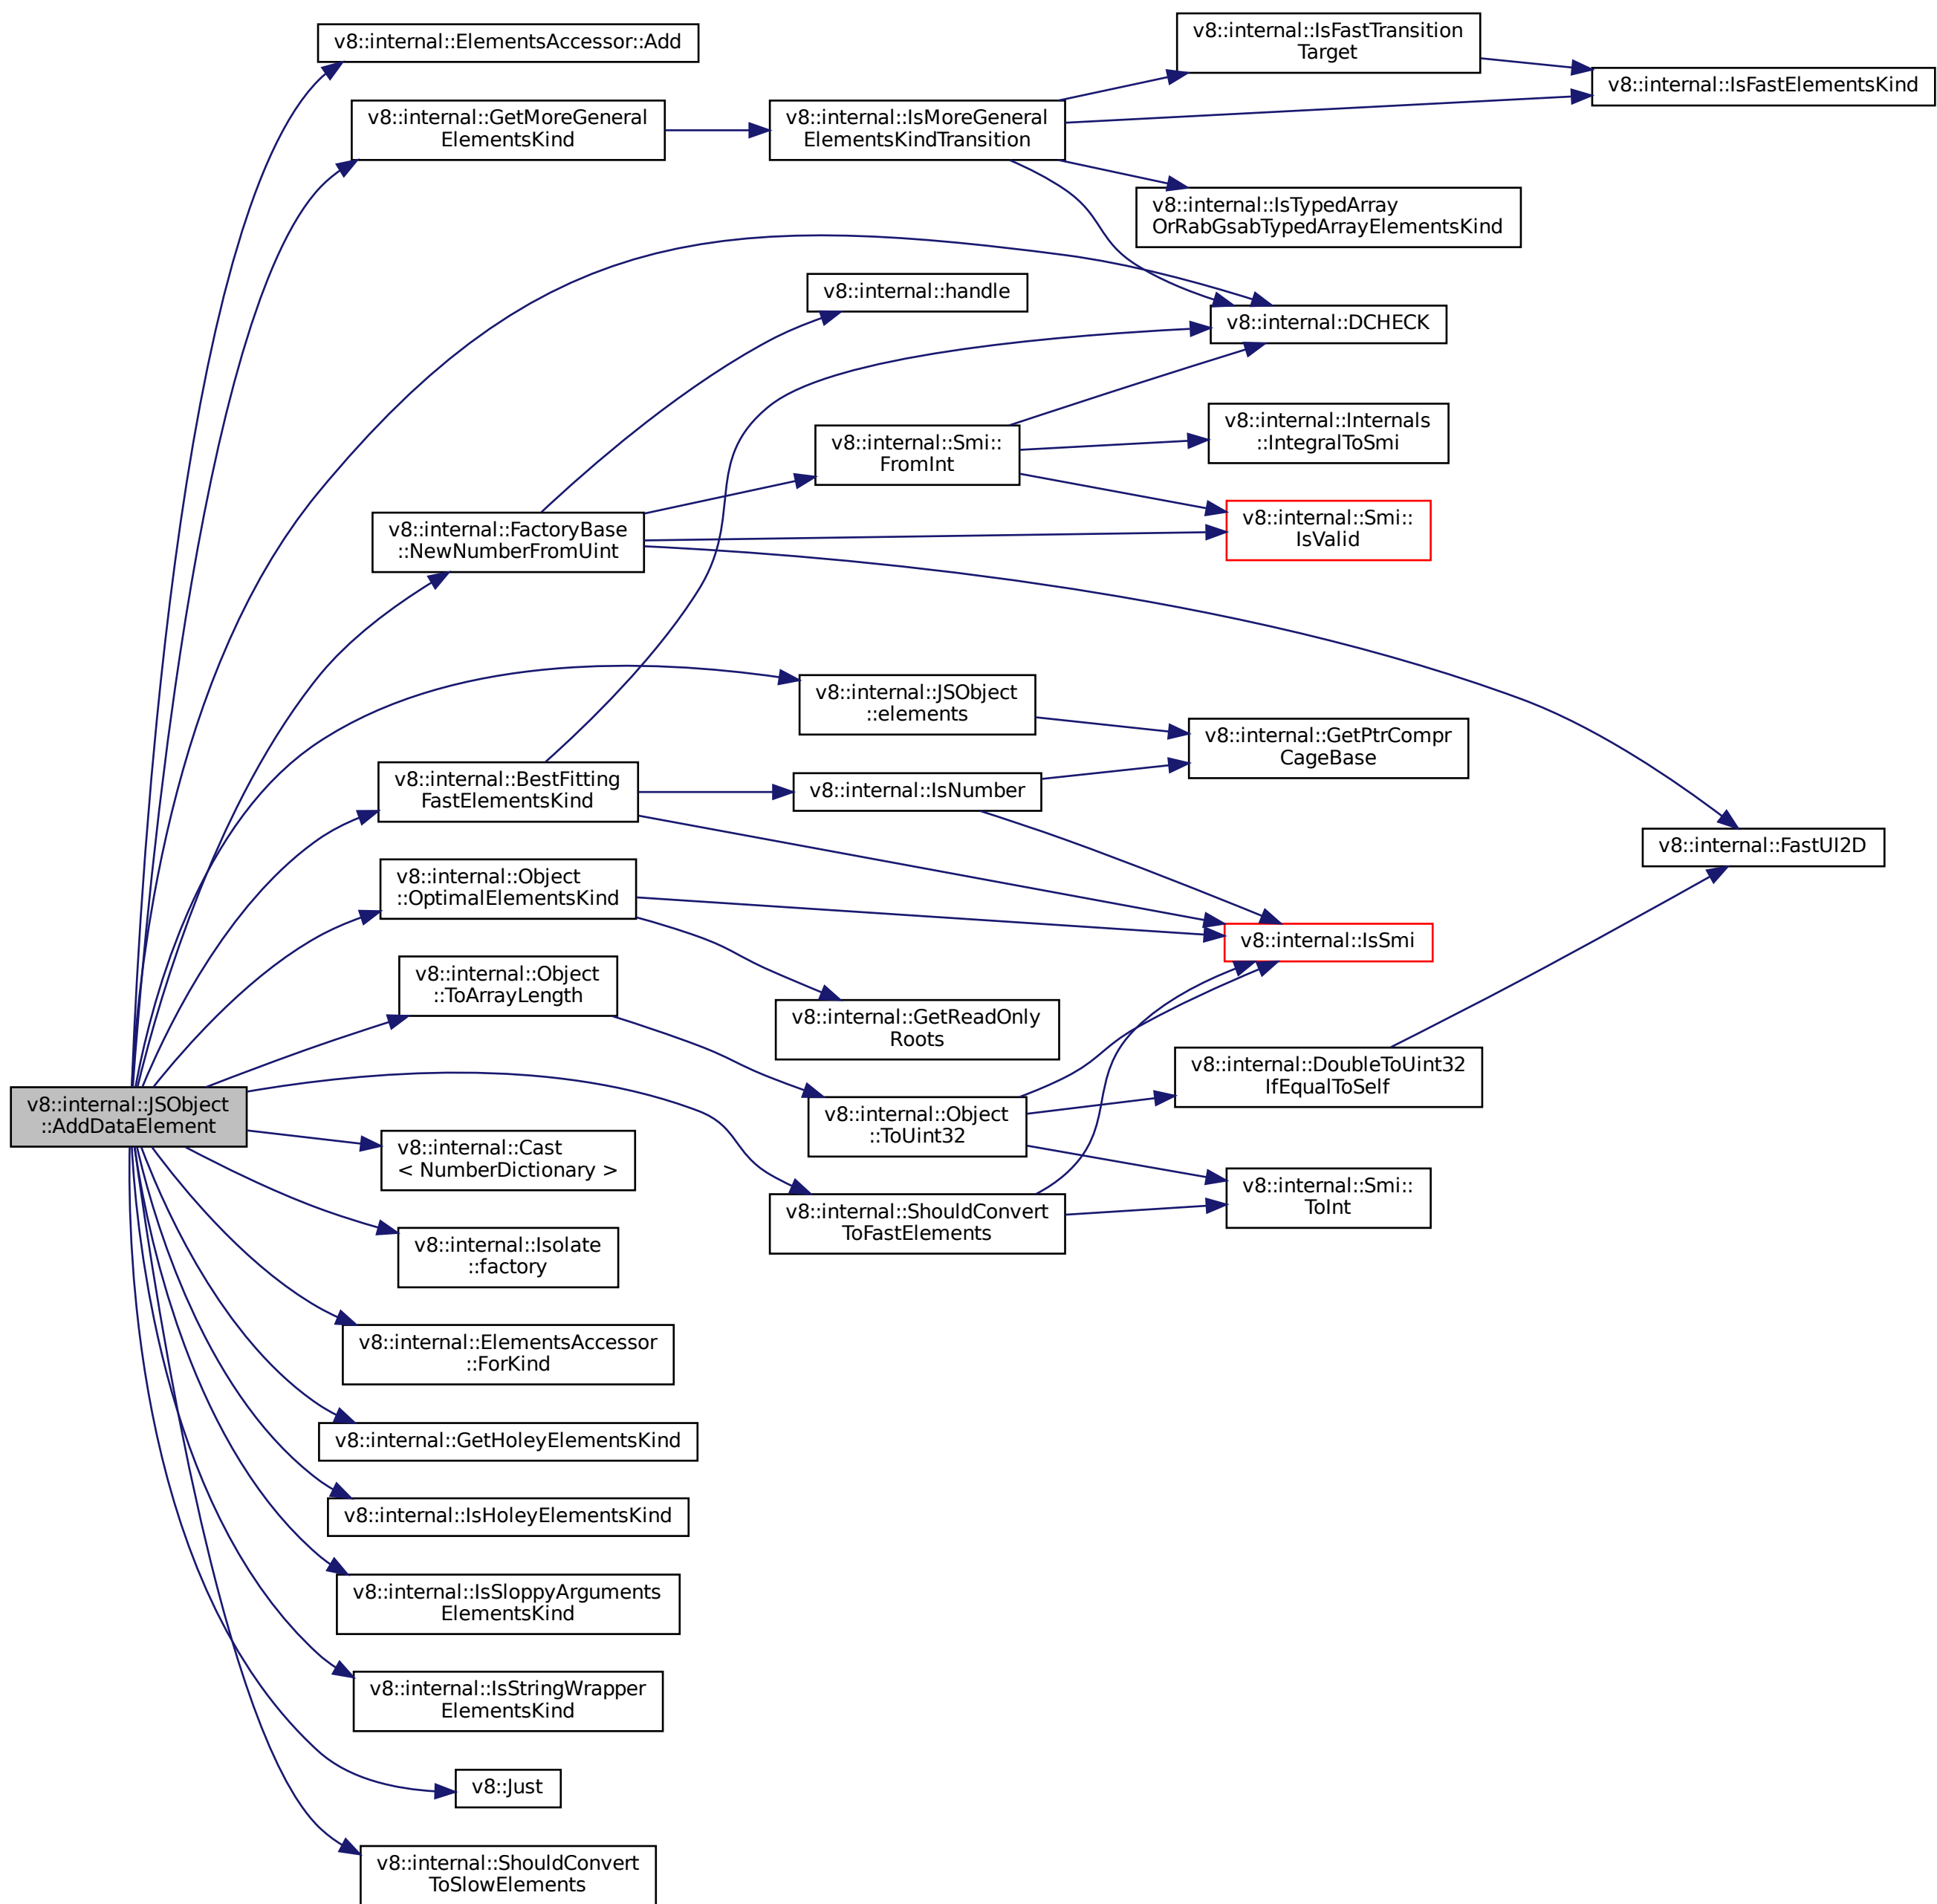 v8::internal::ElementsAccessor::Add
v8::internal::IsFastTransition
Target
v8::internal::IsFastElementsKind
v8::internal::GetMoreGeneral
ElementsKind
v8::internal::IsMoreGeneral
ElementsKindTransition
v8::internal::IsTypedArray
OrRabGsabTypedArrayElementsKind
v8::internal::handle
v8::internal::DCHECK
v8::internal::Internals
::IntegralToSmi
v8::internal::Smi::
FromInt
v8::internal::FactoryBase
::NewNumberFromUint
v8::internal::Smi::
IsValid
v8::internal::JSObject
::elements
v8::internal::GetPtrCompr
CageBase
v8::internal::BestFitting
FastElementsKind
v8::internal::IsNumber
v8::internal::FastUI2D
v8::internal::Object
::OptimalElementsKind
v8::internal::IsSmi
v8::internal::Object
::ToArrayLength
v8::internal::GetReadOnly
Roots
v8::internal::DoubleToUint32
IfEqualToSelf
v8::internal::JSObject
::AddDataElement
v8::internal::Object
::ToUint32
v8::internal::Cast
< NumberDictionary >
v8::internal::Smi::
ToInt
v8::internal::ShouldConvert
ToFastElements
v8::internal::Isolate
::factory
v8::internal::ElementsAccessor
::ForKind
v8::internal::GetHoleyElementsKind
v8::internal::IsHoleyElementsKind
v8::internal::IsSloppyArguments
ElementsKind
v8::internal::IsStringWrapper
ElementsKind
v8::Just
v8::internal::ShouldConvert
ToSlowElements